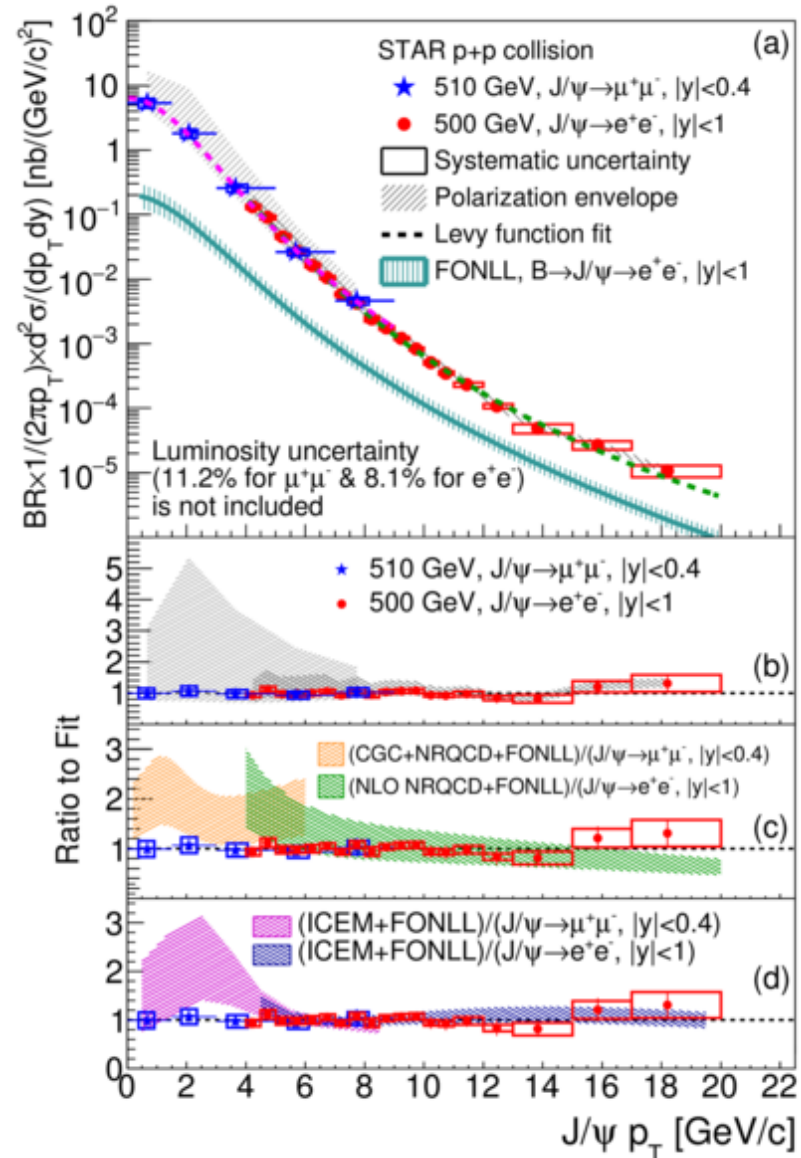 BR×1/(2πp_T)×d²σ/(dp_T dy) [nb/(GeV/c)²]
10²
10
1
10⁻¹
10⁻²
10⁻³
10⁻⁴
10⁻⁵
STAR p+p collision
(a)
510 GeV, J/ψ→μ⁺μ⁻, |y|<0.4
500 GeV, J/ψ→e⁺e⁻, |y|<1
Systematic uncertainty
Polarization envelope
Levy function fit
FONLL, B→J/ψ→e⁺e⁻, |y|<1
Luminosity uncertainty
(11.2% for μ⁺μ⁻ & 8.1% for e⁺e⁻)
is not included
Ratio to Fit
5
4
3
2
1
510 GeV, J/ψ→μ⁺μ⁻, |y|<0.4
500 GeV, J/ψ→e⁺e⁻, |y|<1
(b)
3
2
1
(CGC+NRQCD+FONLL)/(J/ψ→μ⁺μ⁻, |y|<0.4)
(NLO NRQCD+FONLL)/(J/ψ→e⁺e⁻, |y|<1)
(c)
3
2
1
0
(ICEM+FONLL)/(J/ψ→μ⁺μ⁻, |y|<0.4)
(ICEM+FONLL)/(J/ψ→e⁺e⁻, |y|<1)
(d)
0 2 4 6 8 10 12 14 16 18 20 22
J/ψ p_T [GeV/c]